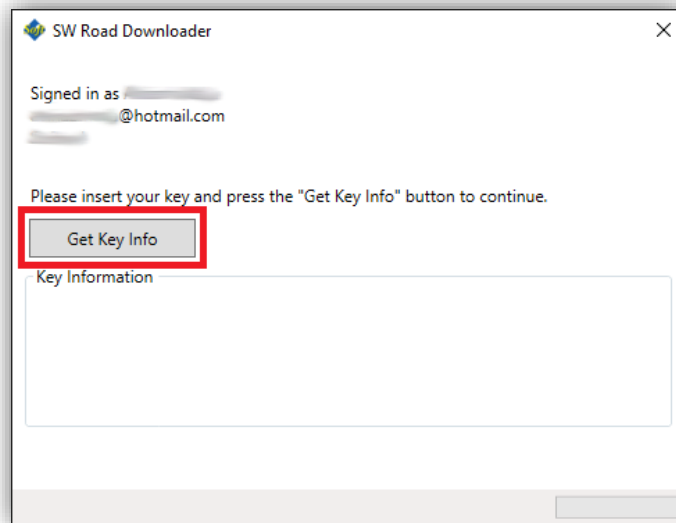 SW Road Downloader
Signed in as
@hotmail.com
Please insert your key and press the "Get Key Info" button to continue.
Get Key Info
Key Information